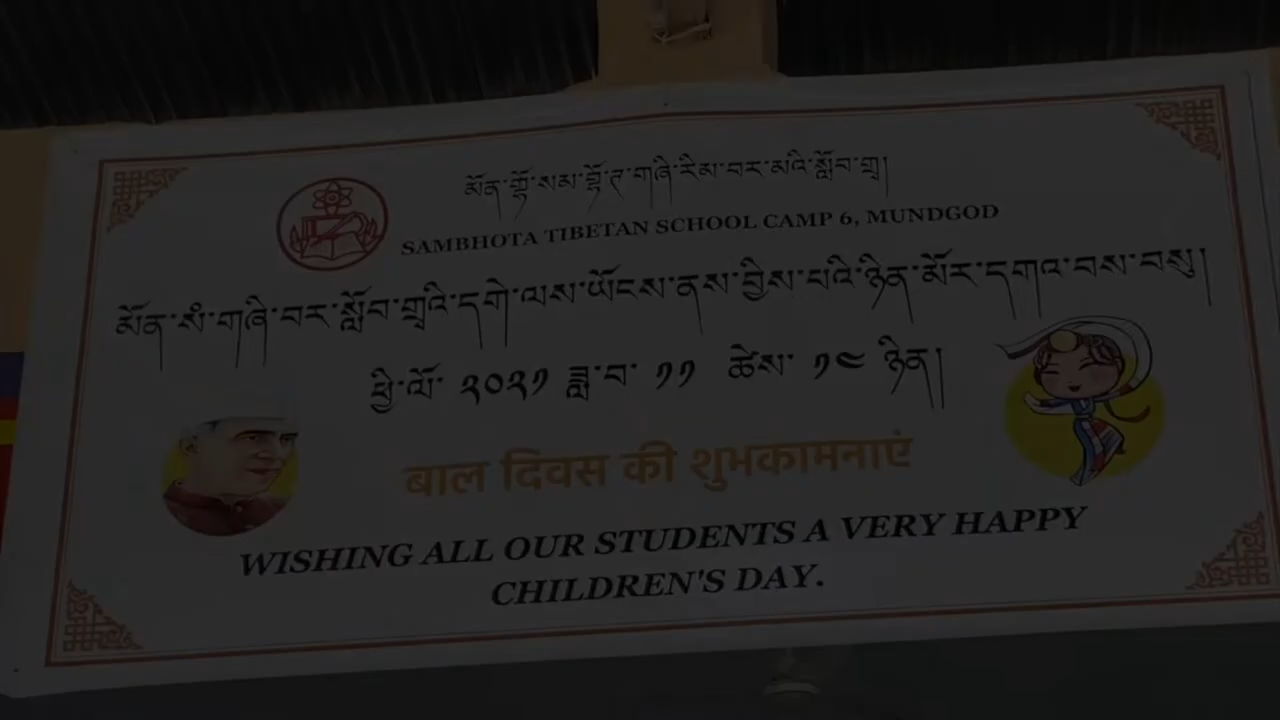 མོན་སྦོ་སམ་བྷོ་ཊ་གཞི་རིམ་བར་མའི་སློབ་གྲྭ།
SAMBHOTA TIBETAN SCHOOL CAMP 6, MUNDGOD
མོན་སཾ་གཞི་བར་སློབ་གྲྭའི་དགེ་ལས་ཡོངས་ནས་བྱིས་པའི་ཉིན་མོར་དགའ་བས་བསུ།
ཕྱི་ལོ་ ༢༠༢༡ ཟླ་བ་ ༡༡ ཚེས་ ༡༤ ཉིན།
बाल दिवस की शुभकामनाएं
WISHING ALL OUR STUDENTS A VERY HAPPY
CHILDREN'S DAY.